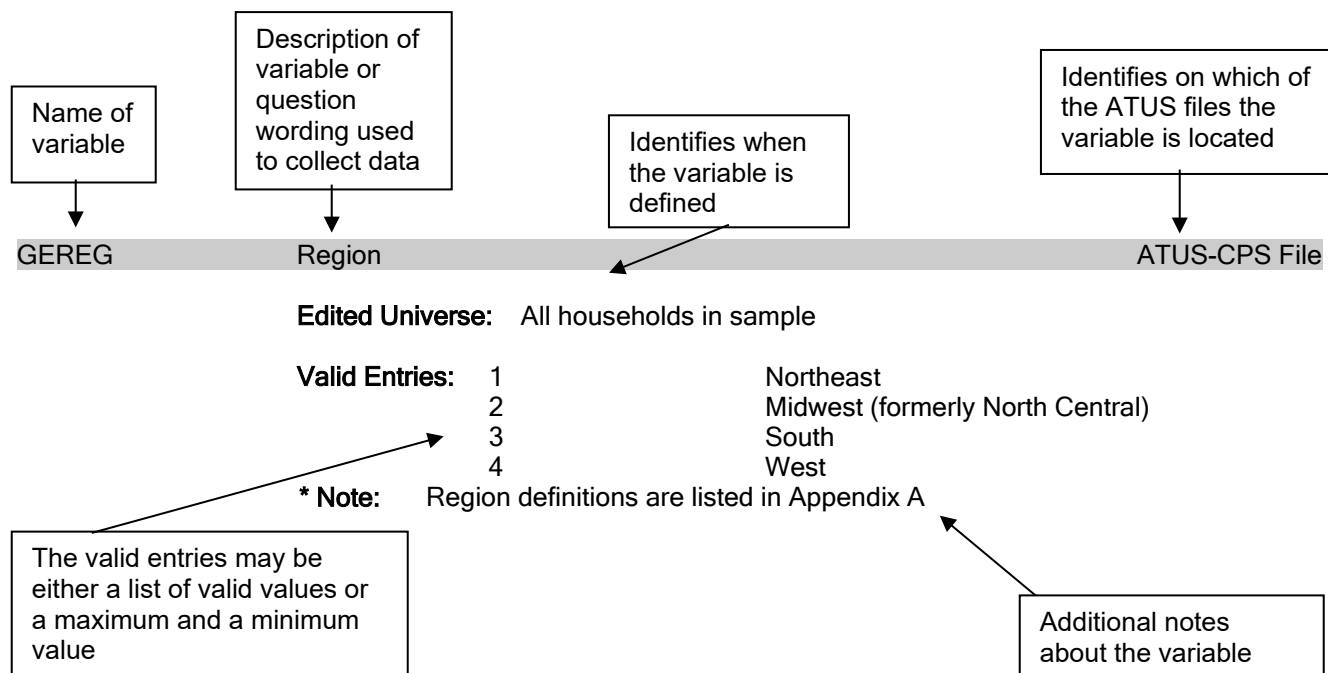 Name of
variable
Description of
variable or
question
wording used
to collect data
Identifies when
the variable is
defined
Identifies on which of
the ATUS files the
variable is located
GEREG Region ATUS-CPS File
Edited Universe: All households in sample
Valid Entries: 1 Northeast
2 Midwest (formerly North Central)
3 South
4 West
* Note: Region definitions are listed in Appendix A
The valid entries may be
either a list of valid values or
a maximum and a minimum
value
Additional notes
about the variable